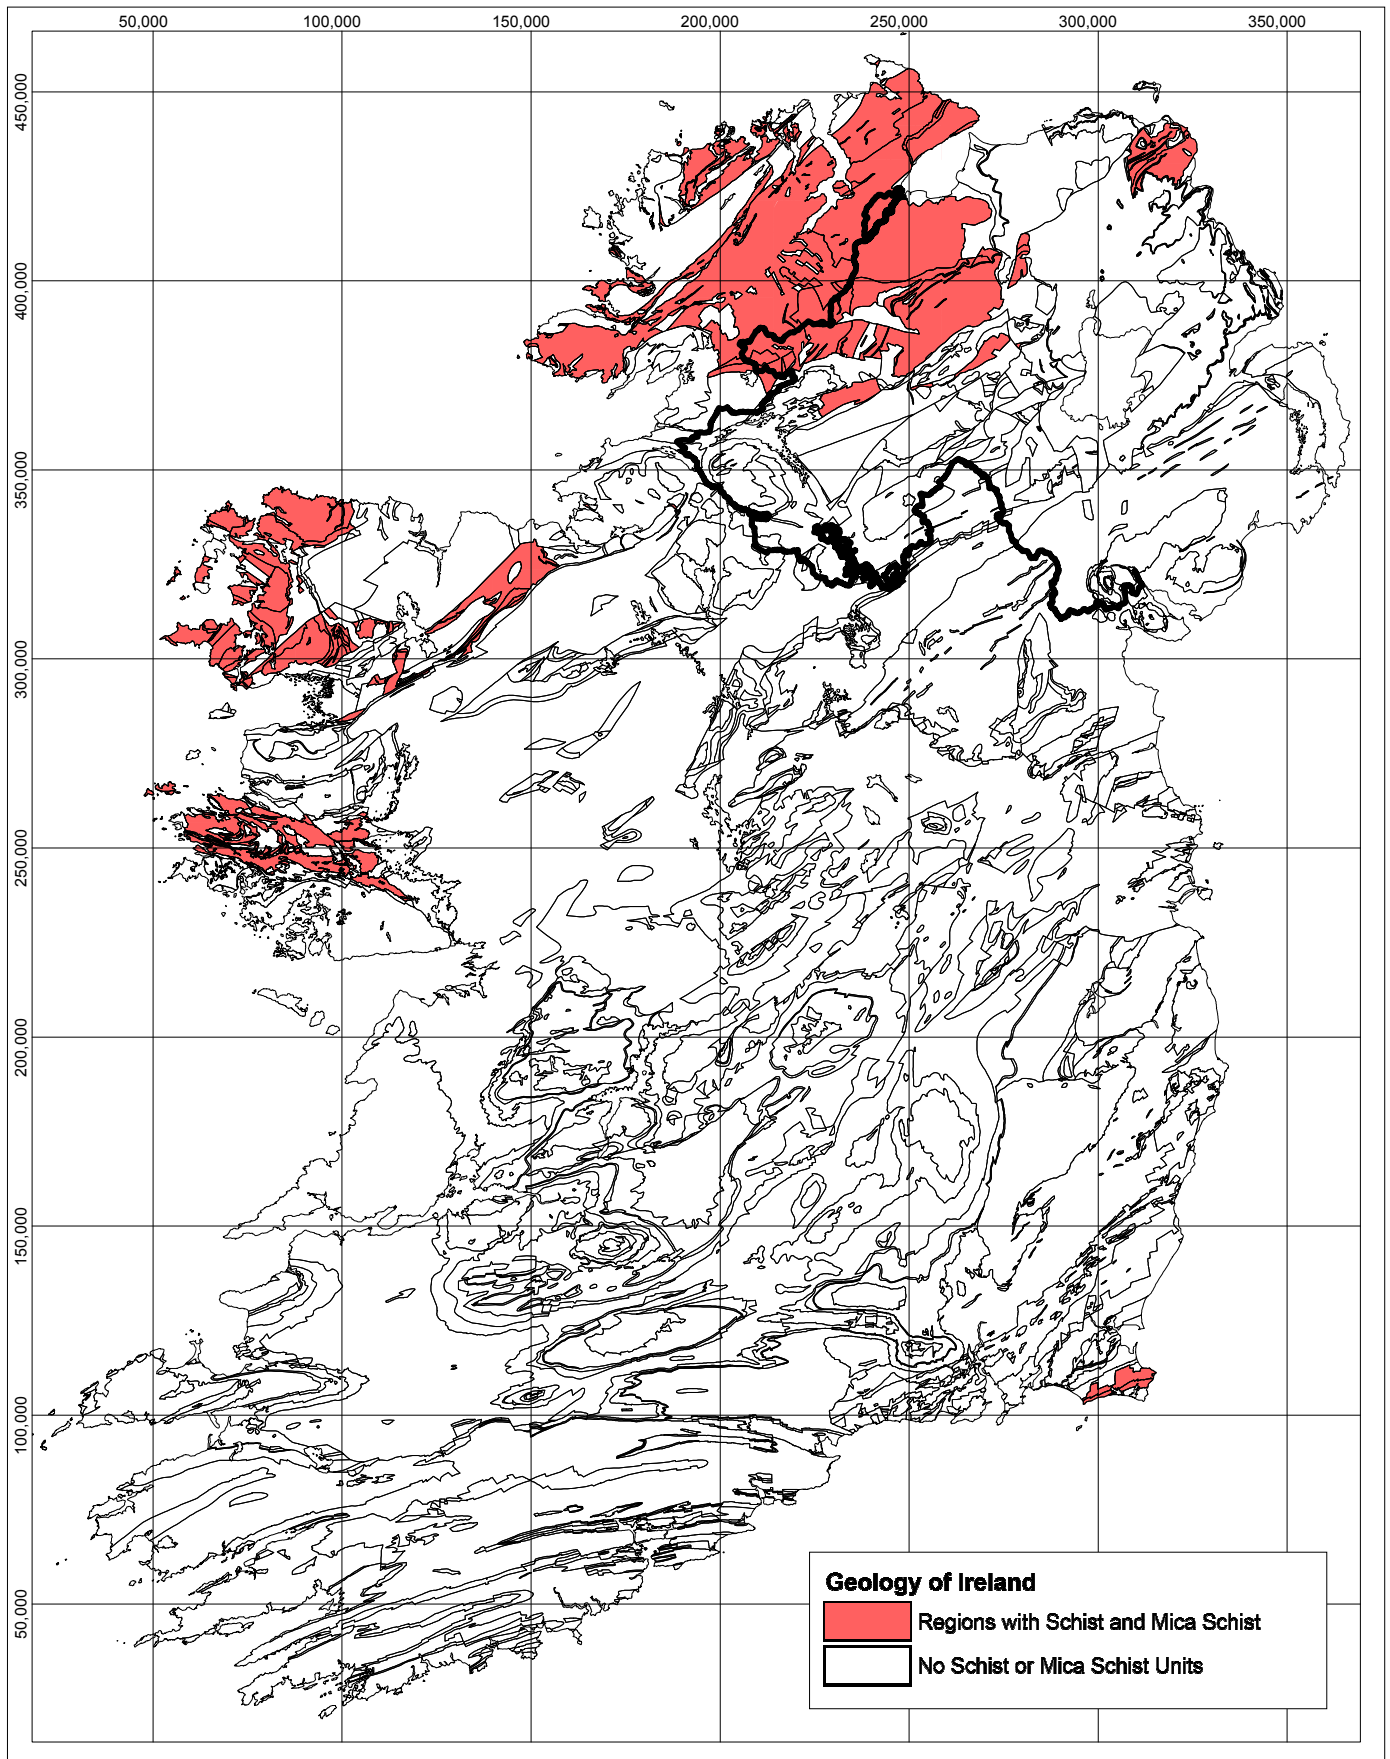 50,000 100,000 150,000 200,000 250,000 300,000 350,000
450,000
400,000
350,000
300,000
250,000
200,000
150,000
100,000
50,000
Geology of Ireland
Regions with Schist and Mica Schist
No Schist or Mica Schist Units